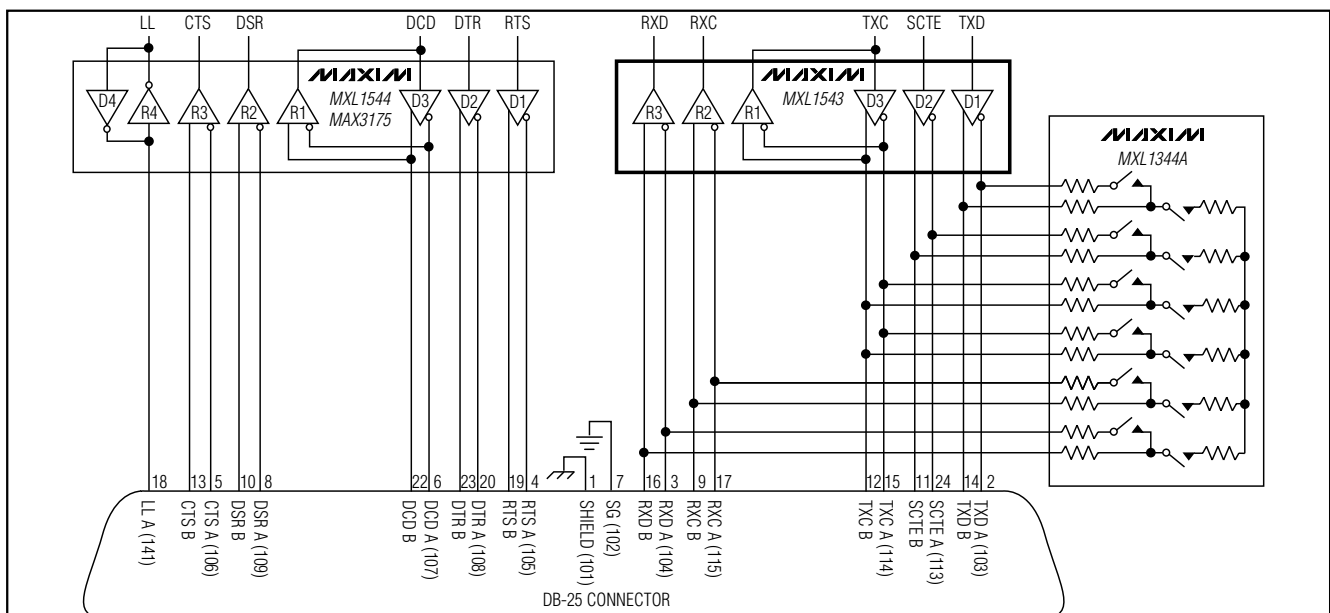 LL CTS DSR DCD DTR RTS RXD RXC TXC SCTE TXD
MAXIM
MXL1544
MAX3175
D4 R4 R3 R2 R1 D3 D2 D1
MAXIM
MXL1543
R3 R2 R1 D3 D2 D1
MAXIM
MXL1344A
18 13 5 10 8 22 6 23 20 19 4 1 7 16 3 9 17 12 15 11 24 14 2
LL A (141)
CTS B
CTS A (106)
DSR B
DSR A (109)
DCD B
DCD A (107)
DTR B
DTR A (108)
RTS B
RTS A (105)
SHIELD (101)
SG (102)
RXD B
RXD A (104)
RXC B
RXC A (115)
TXC B
TXC A (114)
SCTE B
SCTE A (113)
TXD B
TXD A (103)
DB-25 CONNECTOR